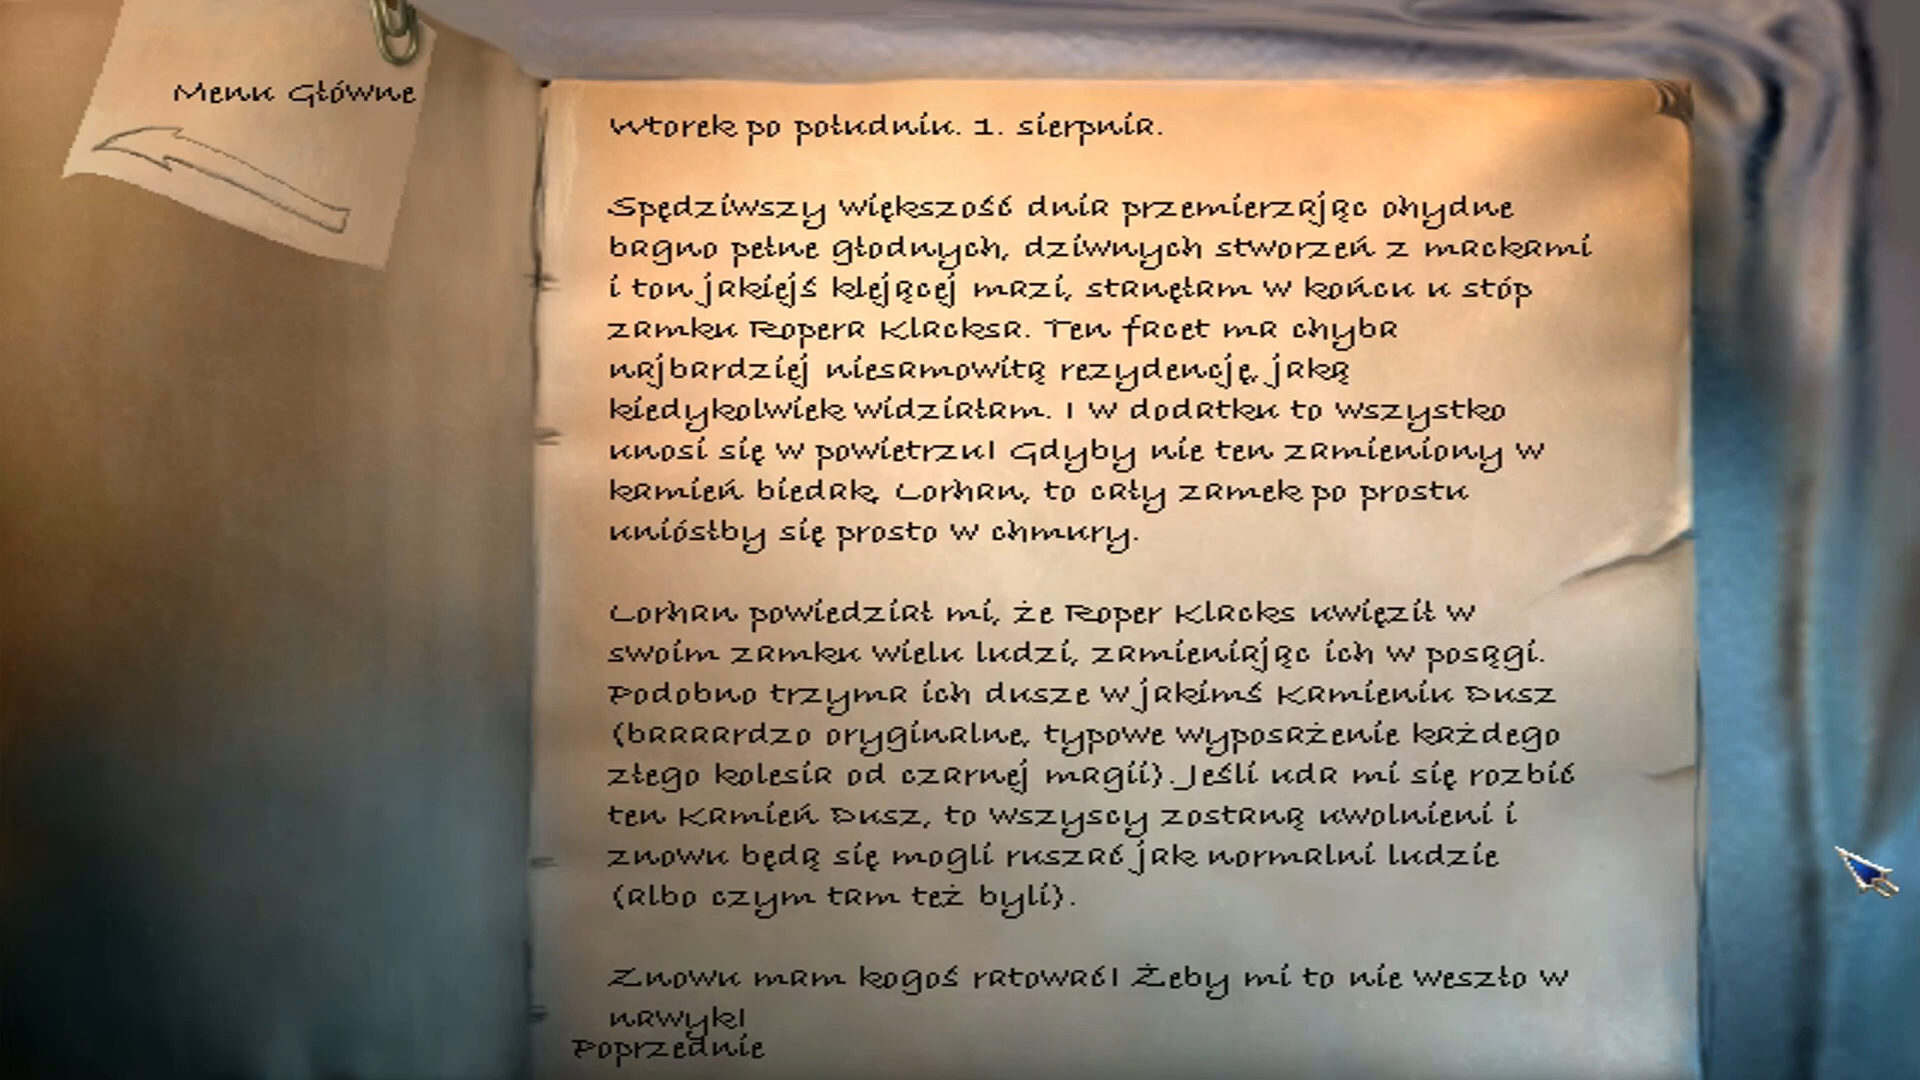 Menu Główne
Wtorek po południu. 1. sierpnia.
Spędziwszy większość dnia przemierzając ohydne
bagno pełne głodnych, dziwnych stworzeń z mackami
i ton jakiejś klejącej mazi, stanęłam w końcu u stóp
zamku Ropera Klacksa. Ten facet ma chyba
najbardziej niesamowitą rezydencję, jaką
kiedykolwiek widziałam. I w dodatku to wszystko
unosi się w powietrzu! Gdyby nie ten zamieniony w
kamień biedak, Lorhan, to cały zamek po prostu
uniósłby się prosto w chmury.
Lorhan powiedział mi, że Roper Klacks uwięził w
swoim zamku wielu ludzi, zamieniając ich w posągi.
Podobno trzyma ich dusze w jakimś Kamieniu Dusz
(baaaardzo oryginalne, typowe wyposażenie każdego
złego kolesia od czarnej magii). Jeśli uda mi się rozbić
ten Kamień Dusz, to wszyscy zostaną uwolnieni i
znowu będą się mogli ruszać jak normalni ludzie
(albo czym tam też byli).
Znowu mam kogoś ratować! Żeby mi to nie weszło w
nawyk!
Poprzednie